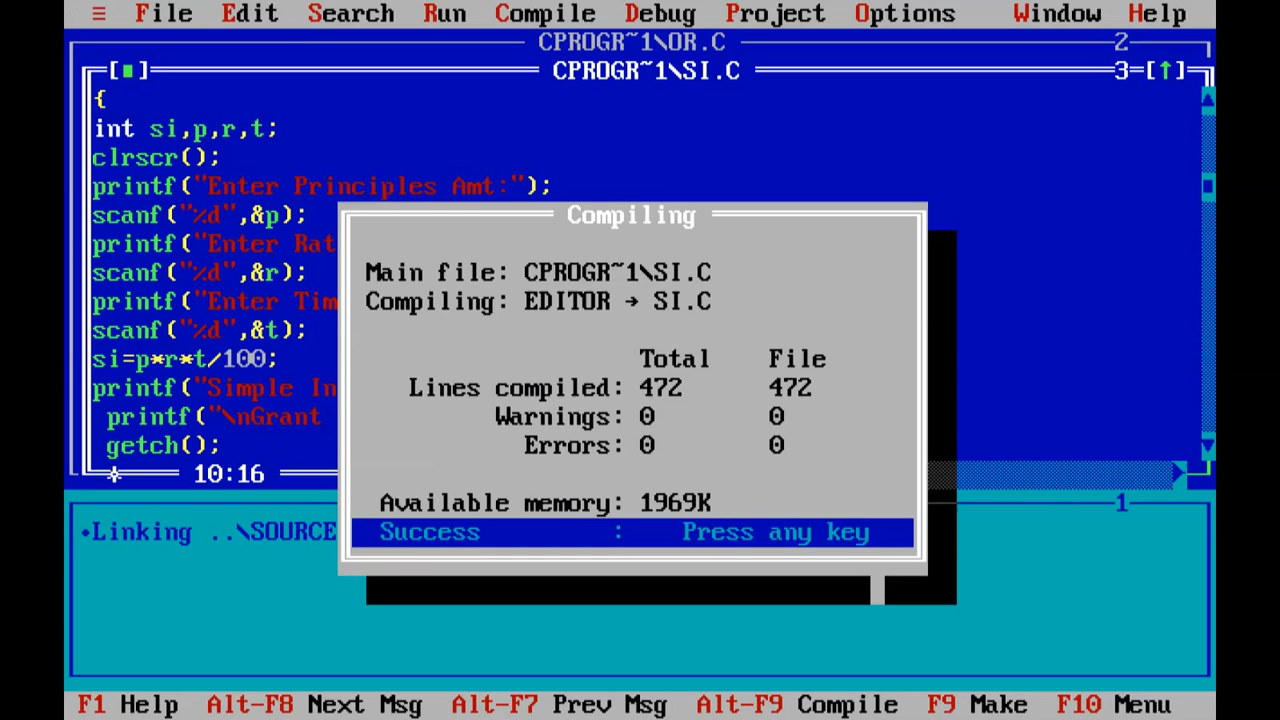 ≡ File Edit Search Run Compile Debug Project Options Window Help
CPROGR~1\OR.C 2
[■] CPROGR~1\SI.C 3=[↑]
{
int si,p,r,t;
clrscr();
printf("Enter Principles Amt:");
scanf("%d",&p);
printf("Enter Rat
scanf("%d",&r);
printf("Enter Tim
scanf("%d",&t);
si=p*r*t/100;
printf("Simple In
printf("\nGrant
getch();
10:16
Compiling
Main file: CPROGR~1\SI.C
Compiling: EDITOR → SI.C
Total File
Lines compiled: 472 472
Warnings: 0 0
Errors: 0 0
Available memory: 1969K
Success : Press any key
1
•Linking ..\SOURCE
F1 Help Alt-F8 Next Msg Alt-F7 Prev Msg Alt-F9 Compile F9 Make F10 Menu